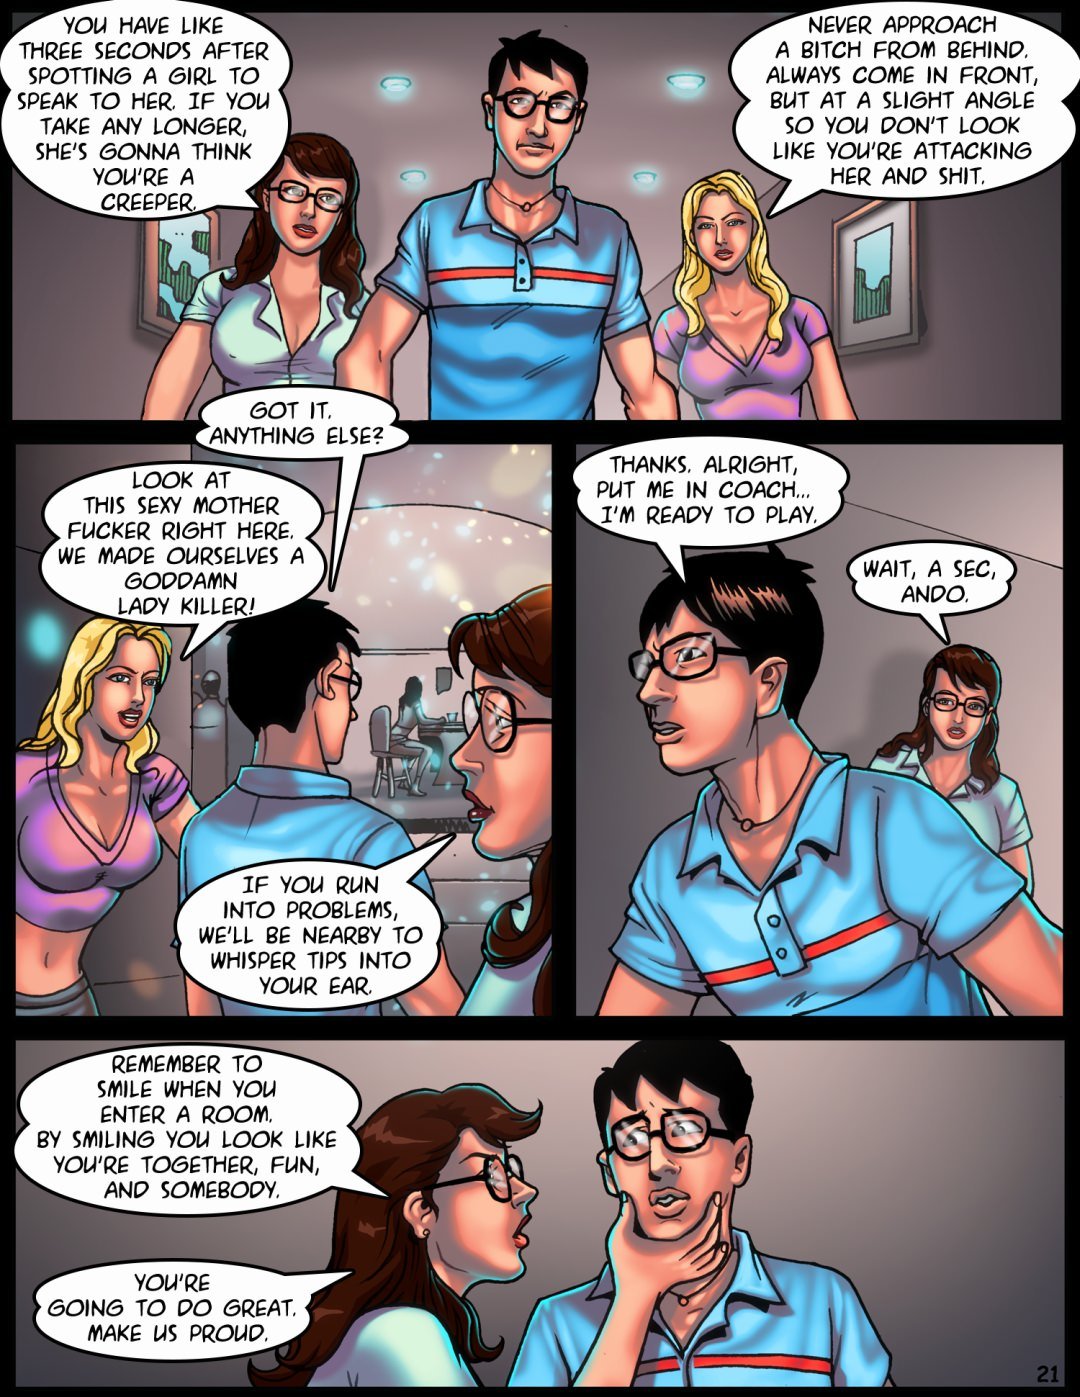 YOU HAVE LIKE
THREE SECONDS AFTER
SPOTTING A GIRL TO
SPEAK TO HER. IF YOU
TAKE ANY LONGER,
SHE'S GONNA THINK
YOU'RE A
CREEPER.
NEVER APPROACH
A BITCH FROM BEHIND.
ALWAYS COME IN FRONT,
BUT AT A SLIGHT ANGLE
SO YOU DON'T LOOK
LIKE YOU'RE ATTACKING
HER AND SHIT.
GOT IT.
ANYTHING ELSE?
LOOK AT
THIS SEXY MOTHER
FUCKER RIGHT HERE.
WE MADE OURSELVES A
GODDAMN
LADY KILLER!
IF YOU RUN
INTO PROBLEMS,
WE'LL BE NEARBY TO
WHISPER TIPS INTO
YOUR EAR.
THANKS. ALRIGHT,
PUT ME IN COACH...
I'M READY TO PLAY.
WAIT, A SEC,
ANDO.
REMEMBER TO
SMILE WHEN YOU
ENTER A ROOM.
BY SMILING YOU LOOK LIKE
YOU'RE TOGETHER, FUN,
AND SOMEBODY.
YOU'RE
GOING TO DO GREAT.
MAKE US PROUD.
21